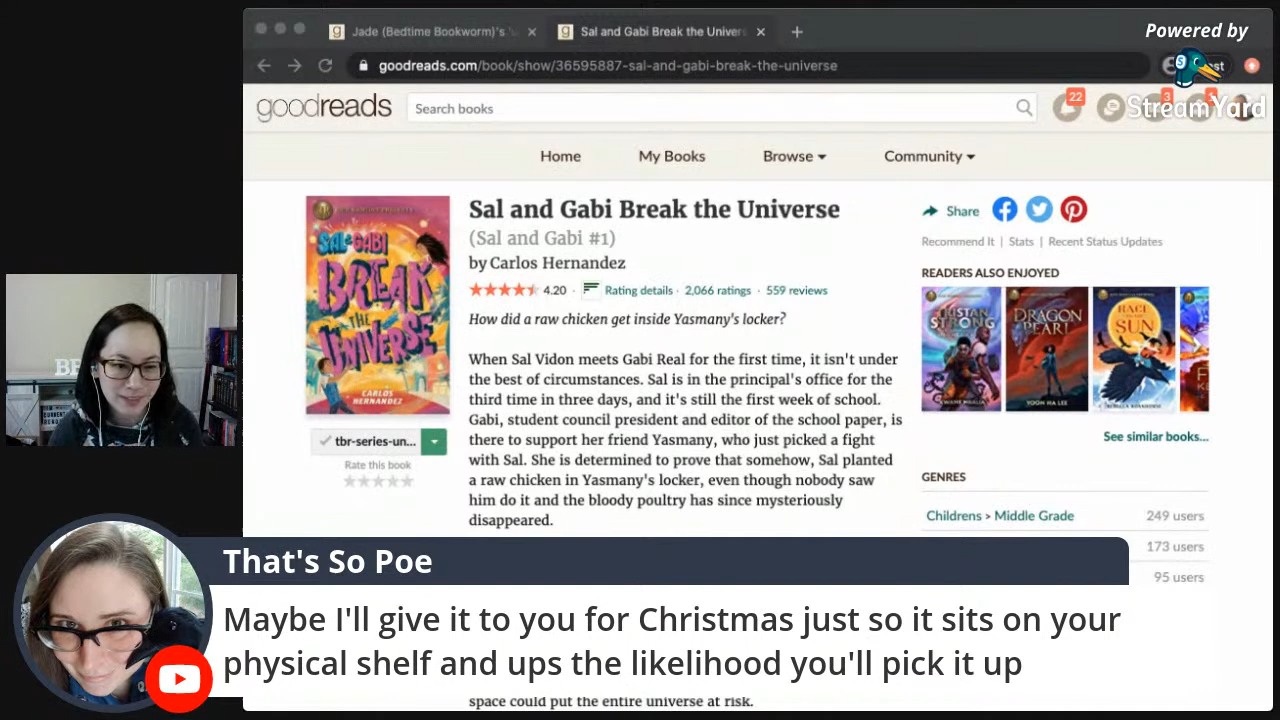 Jade (Bedtime Bookworm)'s
Sal and Gabi Break the Univer
Powered by
goodreads.com/book/show/36595887-sal-and-gabi-break-the-universe
StreamYard
goodreads
Search books
22
3
Home
My Books
Browse
Community
Sal and Gabi Break the Universe
(Sal and Gabi #1)
by Carlos Hernandez
4.20
Rating details
2,066 ratings
559 reviews
How did a raw chicken get inside Yasmany's locker?
When Sal Vidon meets Gabi Real for the first time, it isn't under
the best of circumstances. Sal is in the principal's office for the
third time in three days, and it's still the first week of school.
Gabi, student council president and editor of the school paper, is
there to support her friend Yasmany, who just picked a fight
with Sal. She is determined to prove that somehow, Sal planted
a raw chicken in Yasmany's locker, even though nobody saw
him do it and the bloody poultry has since mysteriously
disappeared.
SAL & GABI
BREAK
THE
UNIVERSE
CARLOS
HERNANDEZ
tbr-series-un...
Rate this book
Share
Recommend It | Stats | Recent Status Updates
READERS ALSO ENJOYED
TRISTAN
STRONG
DRAGON
PEARL
RACE
TO THE
SUN
See similar books...
GENRES
Childrens > Middle Grade
249 users
173 users
95 users
That's So Poe
Maybe I'll give it to you for Christmas just so it sits on your
physical shelf and ups the likelihood you'll pick it up
space could put the entire universe at risk.